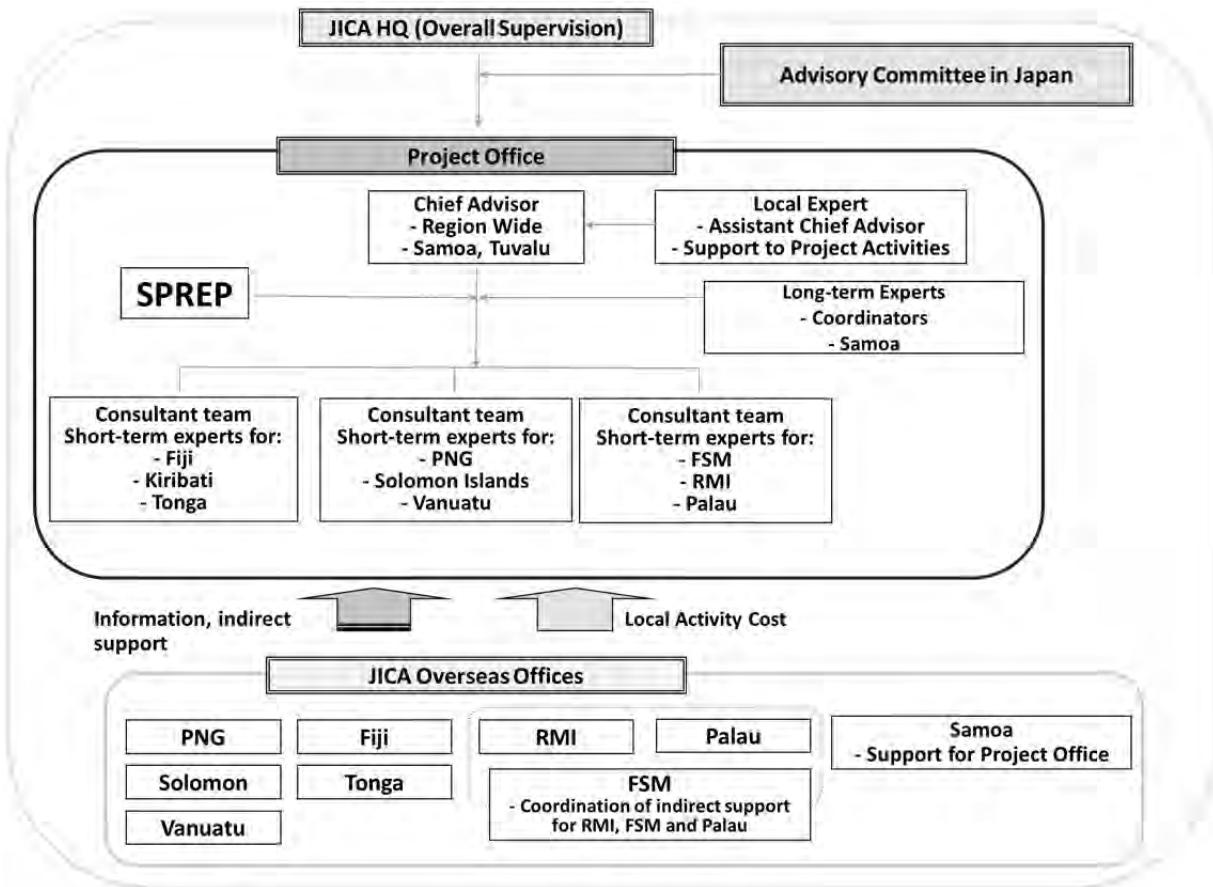 JICA HQ (Overall Supervision)
Advisory Committee in Japan
Project Office
Chief Advisor
- Region Wide
- Samoa, Tuvalu
Local Expert
- Assistant Chief Advisor
- Support to Project Activities
SPREP
Long-term Experts
- Coordinators
- Samoa
Consultant team
Short-term experts for:
- Fiji
- Kiribati
- Tonga
Consultant team
Short-term experts for:
- PNG
- Solomon Islands
- Vanuatu
Consultant team
Short-term experts for:
- FSM
- RMI
- Palau
Information, indirect
support
Local Activity Cost
JICA Overseas Offices
PNG
Solomon
Vanuatu
Fiji
Tonga
RMI
Palau
FSM
- Coordination of indirect support
for RMI, FSM and Palau
Samoa
- Support for Project Office